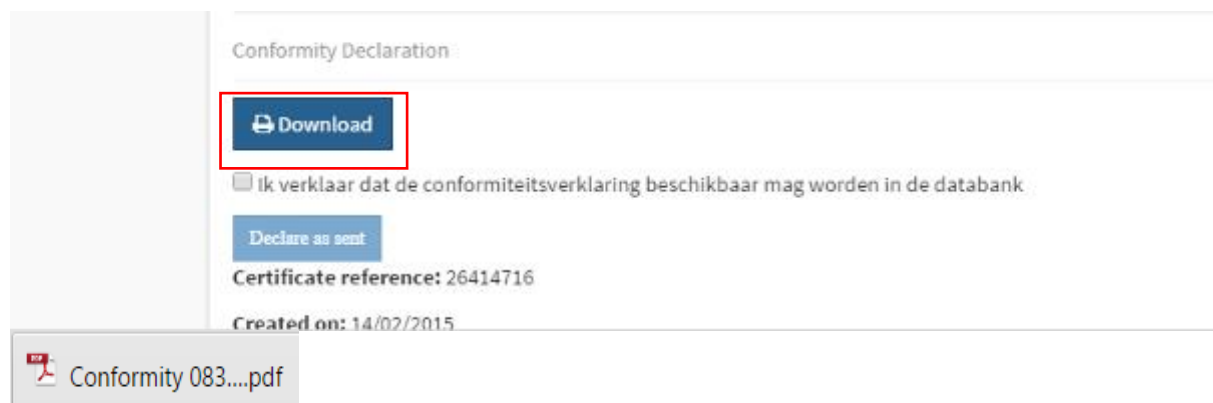 Conformity Declaration
Download
Ik verklaar dat de conformiteitsverklaring beschikbaar mag worden in de databank
Declare as sent
Certificate reference: 26414716
Created on: 14/02/2015
PDF
Conformity 083....pdf